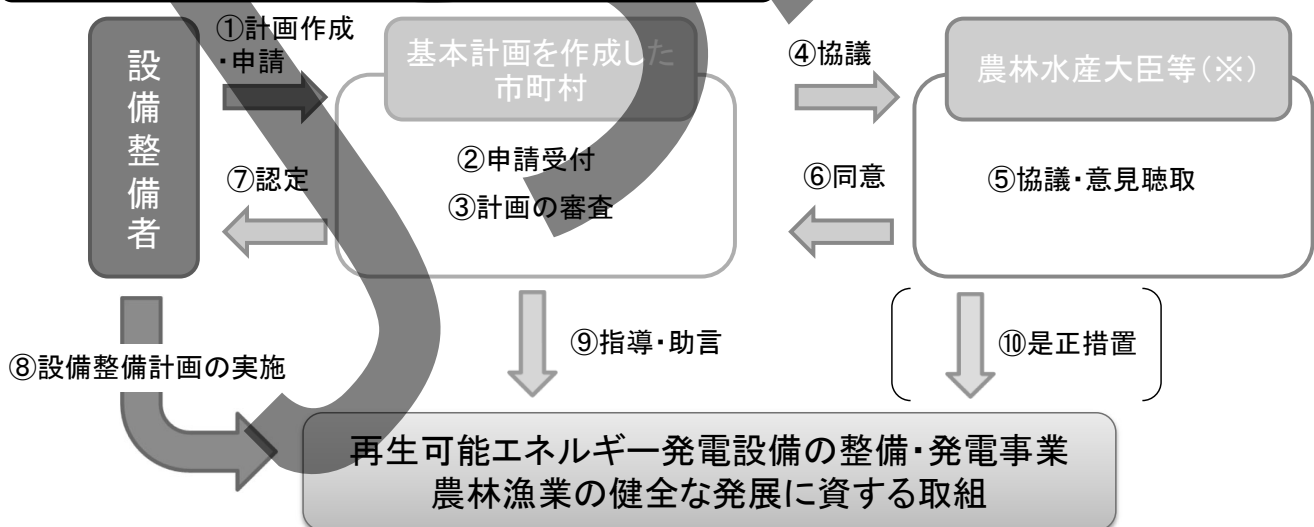 ①計画作成
・申請
設備整備者
基本計画を作成した
市町村
④協議
農林水産大臣等(※)
②申請受付
③計画の審査
⑦認定
⑥同意
⑤協議・意見聴取
⑨指導・助言
⑩是正措置
⑧設備整備計画の実施
再生可能エネルギー発電設備の整備・発電事業
農林漁業の健全な発展に資する取組